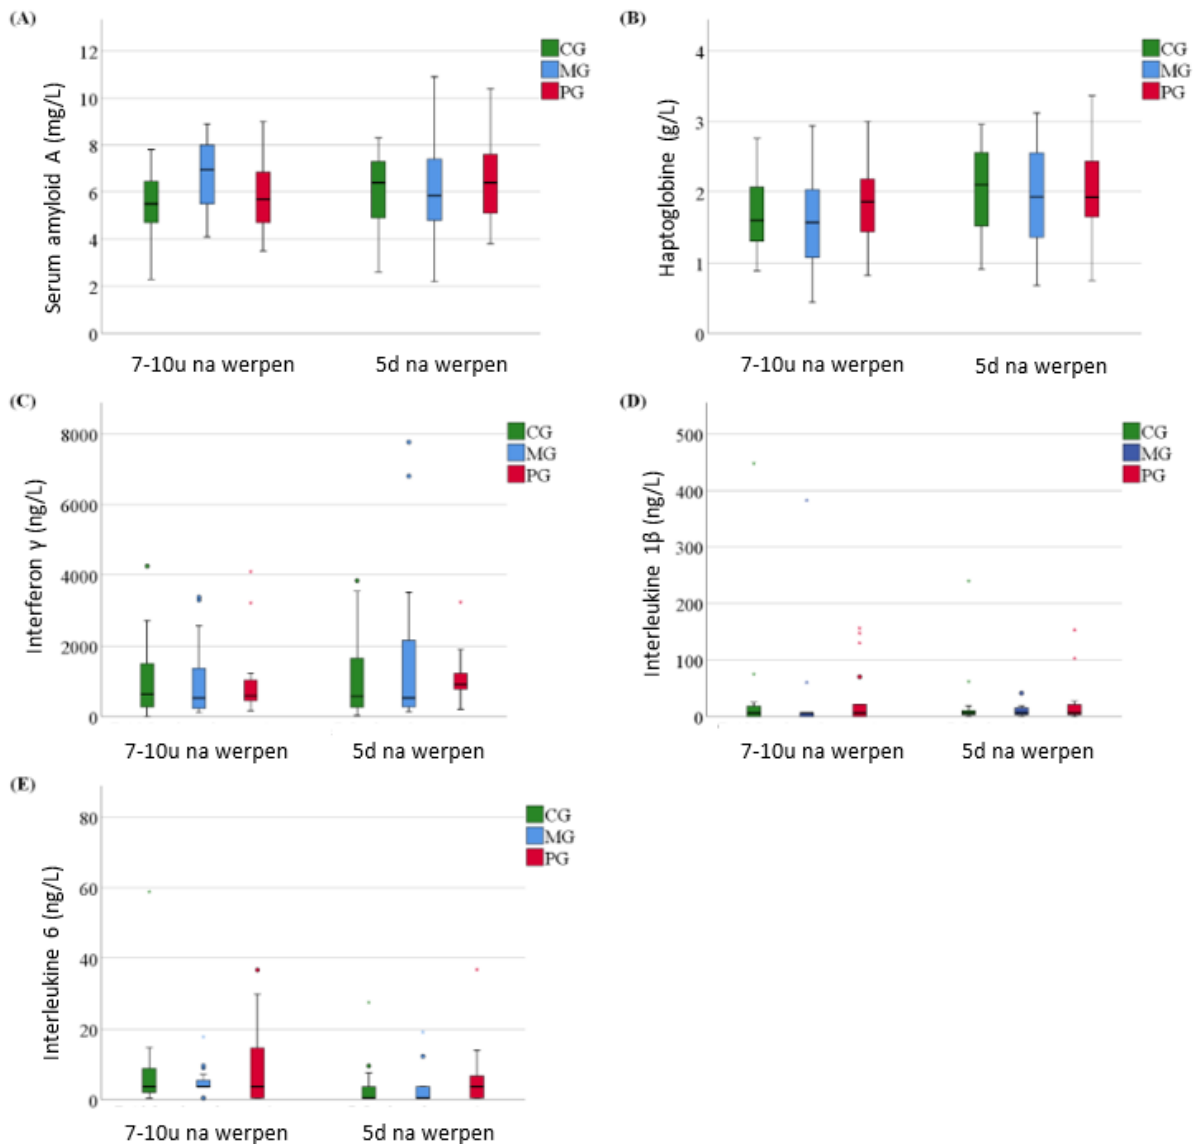 (A)
Serum amyloid A (mg/L)
12
10
8
6
4
2
0
CG
MG
PG
7-10u na werpen
5d na werpen
(B)
Haptoglobine (g/L)
4
3
2
1
0
CG
MG
PG
7-10u na werpen
5d na werpen
(C)
Interferon γ (ng/L)
8000
6000
4000
2000
0
CG
MG
PG
7-10u na werpen
5d na werpen
(D)
Interleukine 1β (ng/L)
500
400
300
200
100
0
CG
MG
PG
7-10u na werpen
5d na werpen
(E)
Interleukine 6 (ng/L)
80
60
40
20
0
CG
MG
PG
7-10u na werpen
5d na werpen